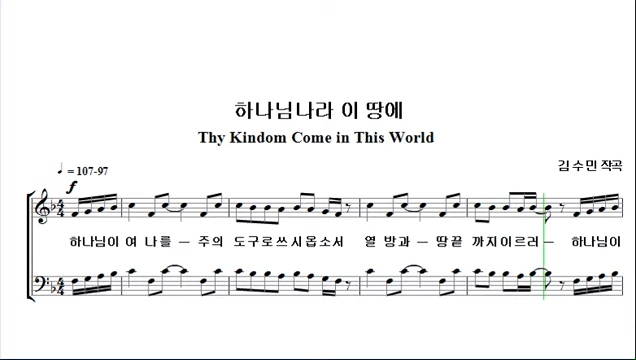 하나님나라 이 땅에
Thy Kindom Come in This World
♩ = 107-97
김수민 작곡
f
하나님이 여 나를 — 주의 도구로쓰시옵소서 열 방과 — 땅끝 까지이르러 — 하나님이